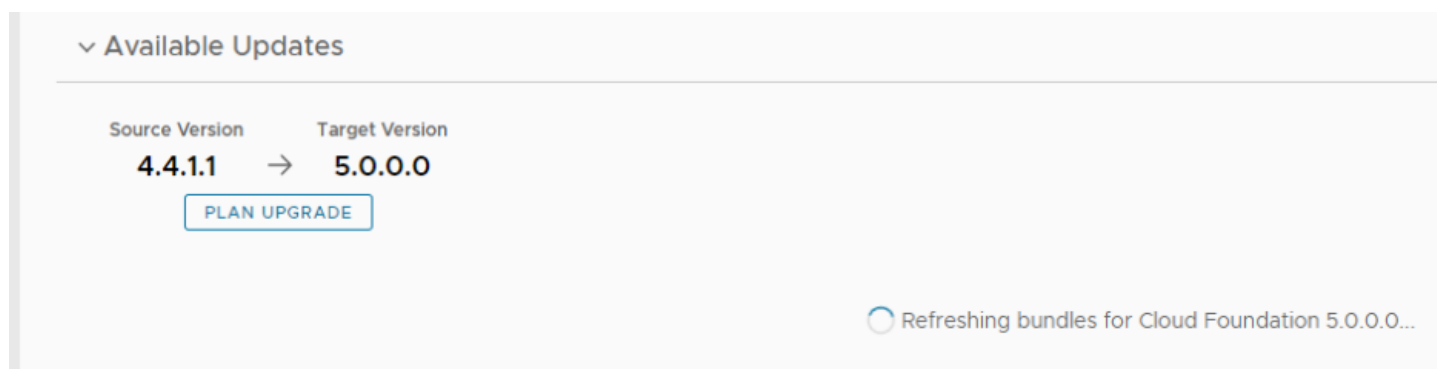 Available Updates
Source Version Target Version
4.4.1.1 → 5.0.0.0
PLAN UPGRADE
Refreshing bundles for Cloud Foundation 5.0.0.0...